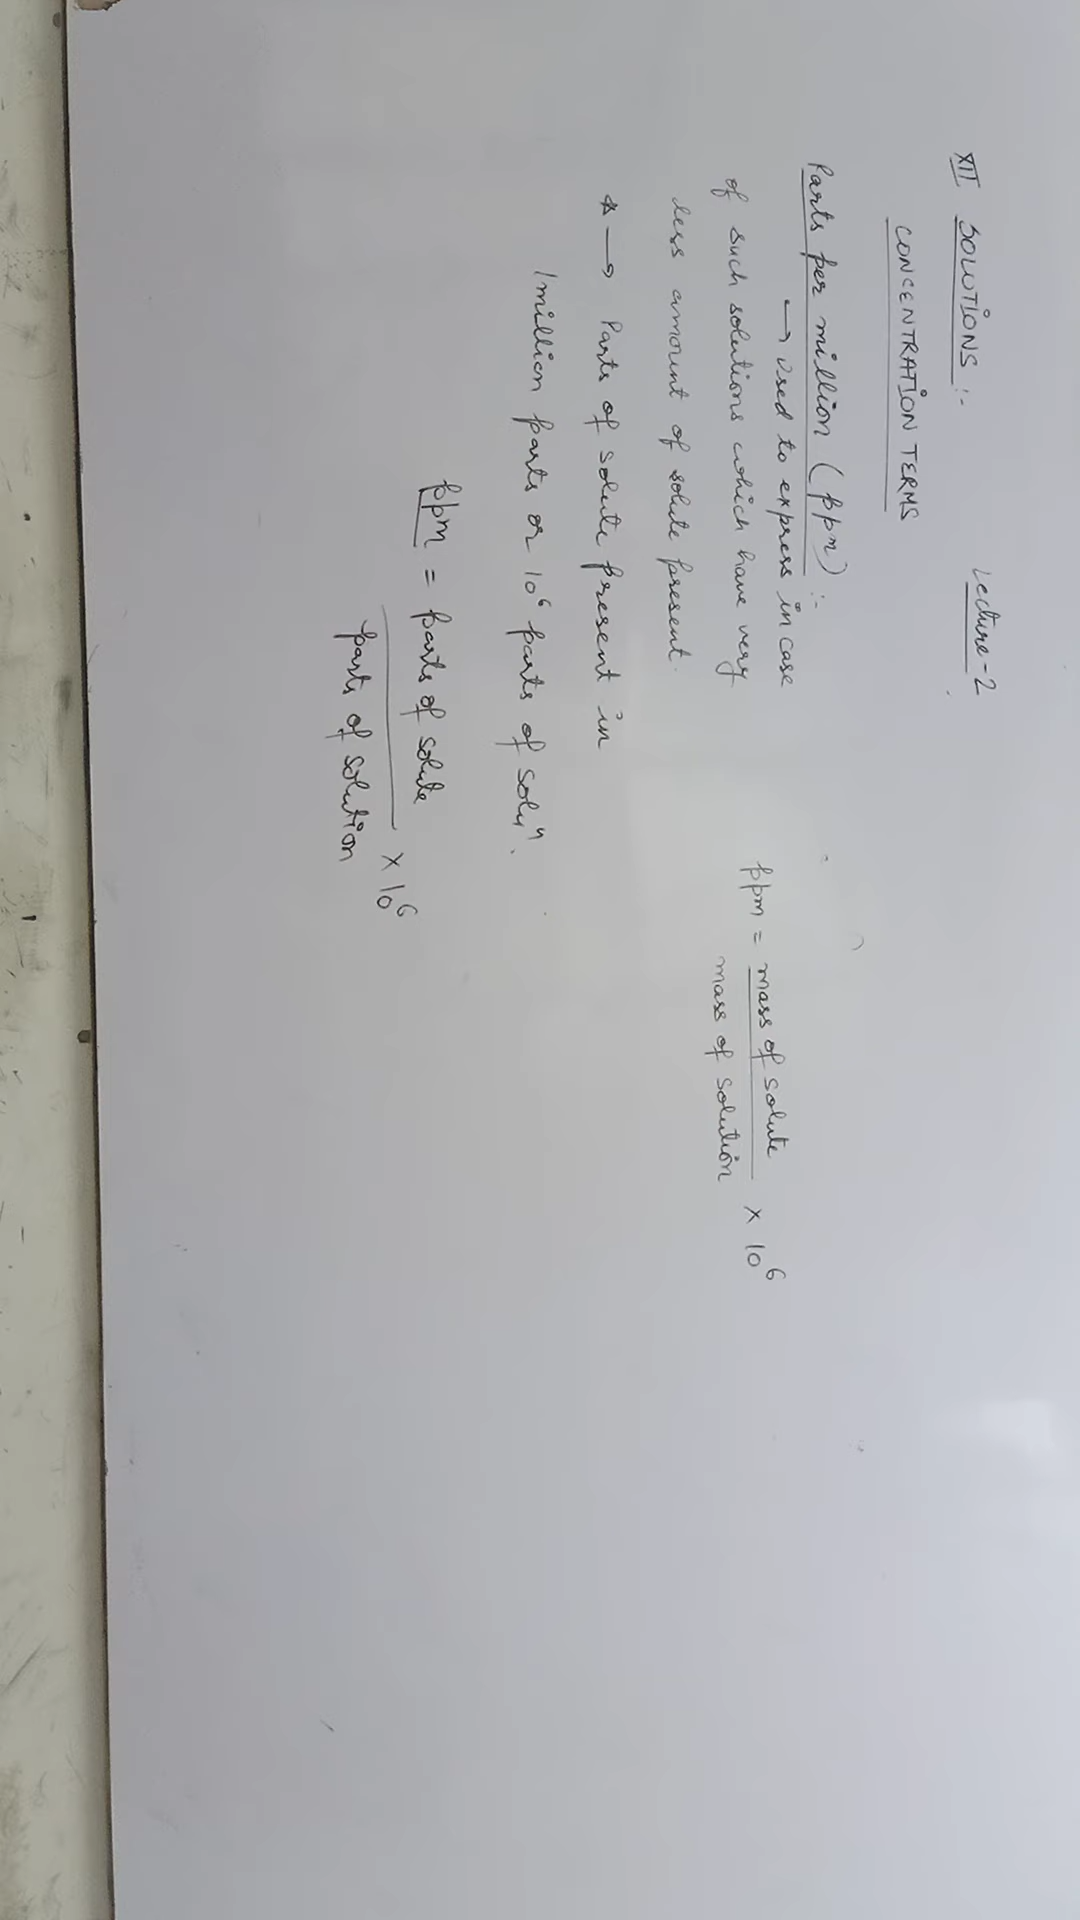 Lecture-2
XII SOLUTIONS :-
CONCENTRATION TERMS
Parts per million (ppm) :-
→ Used to express in case
of such solutions which have very
less amount of solute present.
* → Parts of solute present in
1 million parts or 10⁶ parts of soluⁿ.
ppm = parts of solute
parts of solution
× 10⁶
ppm = mass of solute
mass of solution
× 10⁶